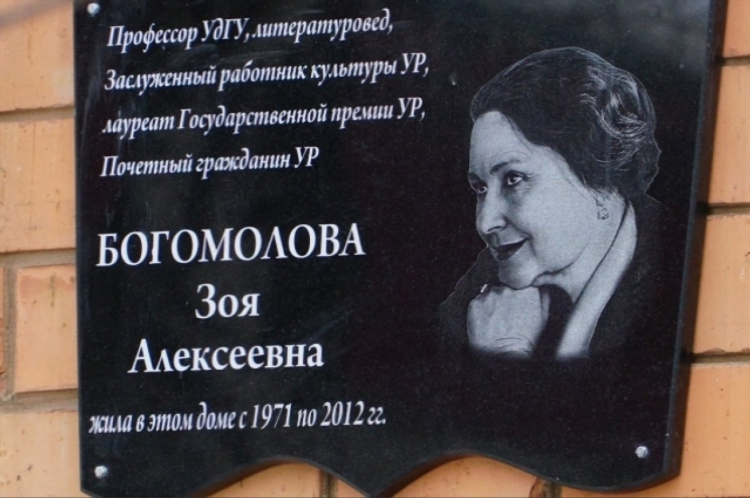 Профессор УдГУ, литературовед,
Заслуженный работник культуры УР,
лауреат Государственной премии УР,
Почетный гражданин УР
БОГОМОЛОВА
Зоя
Алексеевна
жила в этом доме с 1971 по 2012 гг.